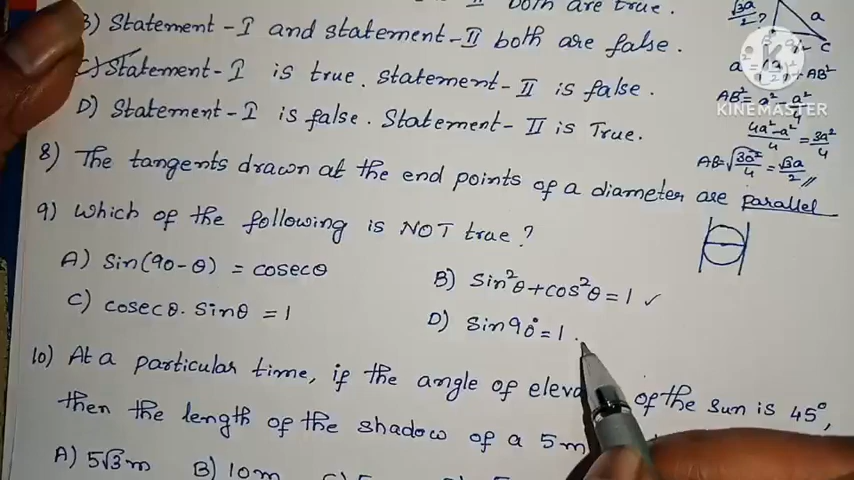 both are true.
B) Statement-I and statement-II both are false.
C) Statement-I is true. statement-II is false.
D) Statement-I is false. Statement-II is True.
√3a/2 ?
a
C
AB² = a² - a²/4
4a²-a²/4 = 3a²/4
AB = √3a²/4 = √3a/2 //
KINEMASTER
8) The tangents drawn at the end points of a diameter are parallel
9) Which of the following is NOT true?
A) sin(90-θ) = cosecθ
B) sin²θ+cos²θ=1 ✓
C) cosecθ. sinθ = 1
D) sin90°=1.
10) At a particular time, if the angle of of the sun is 45°,
then the length of the shadow of a 5m
A) 5√3m B) 10m